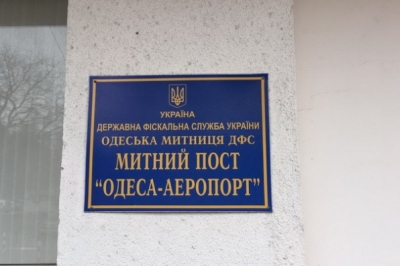 УКРАЇНА
ДЕРЖАВНА ФІСКАЛЬНА СЛУЖБА УКРАЇНИ
ОДЕСЬКА МИТНИЦЯ ДФС
МИТНИЙ ПОСТ
“ОДЕСА-АЕРОПОРТ”